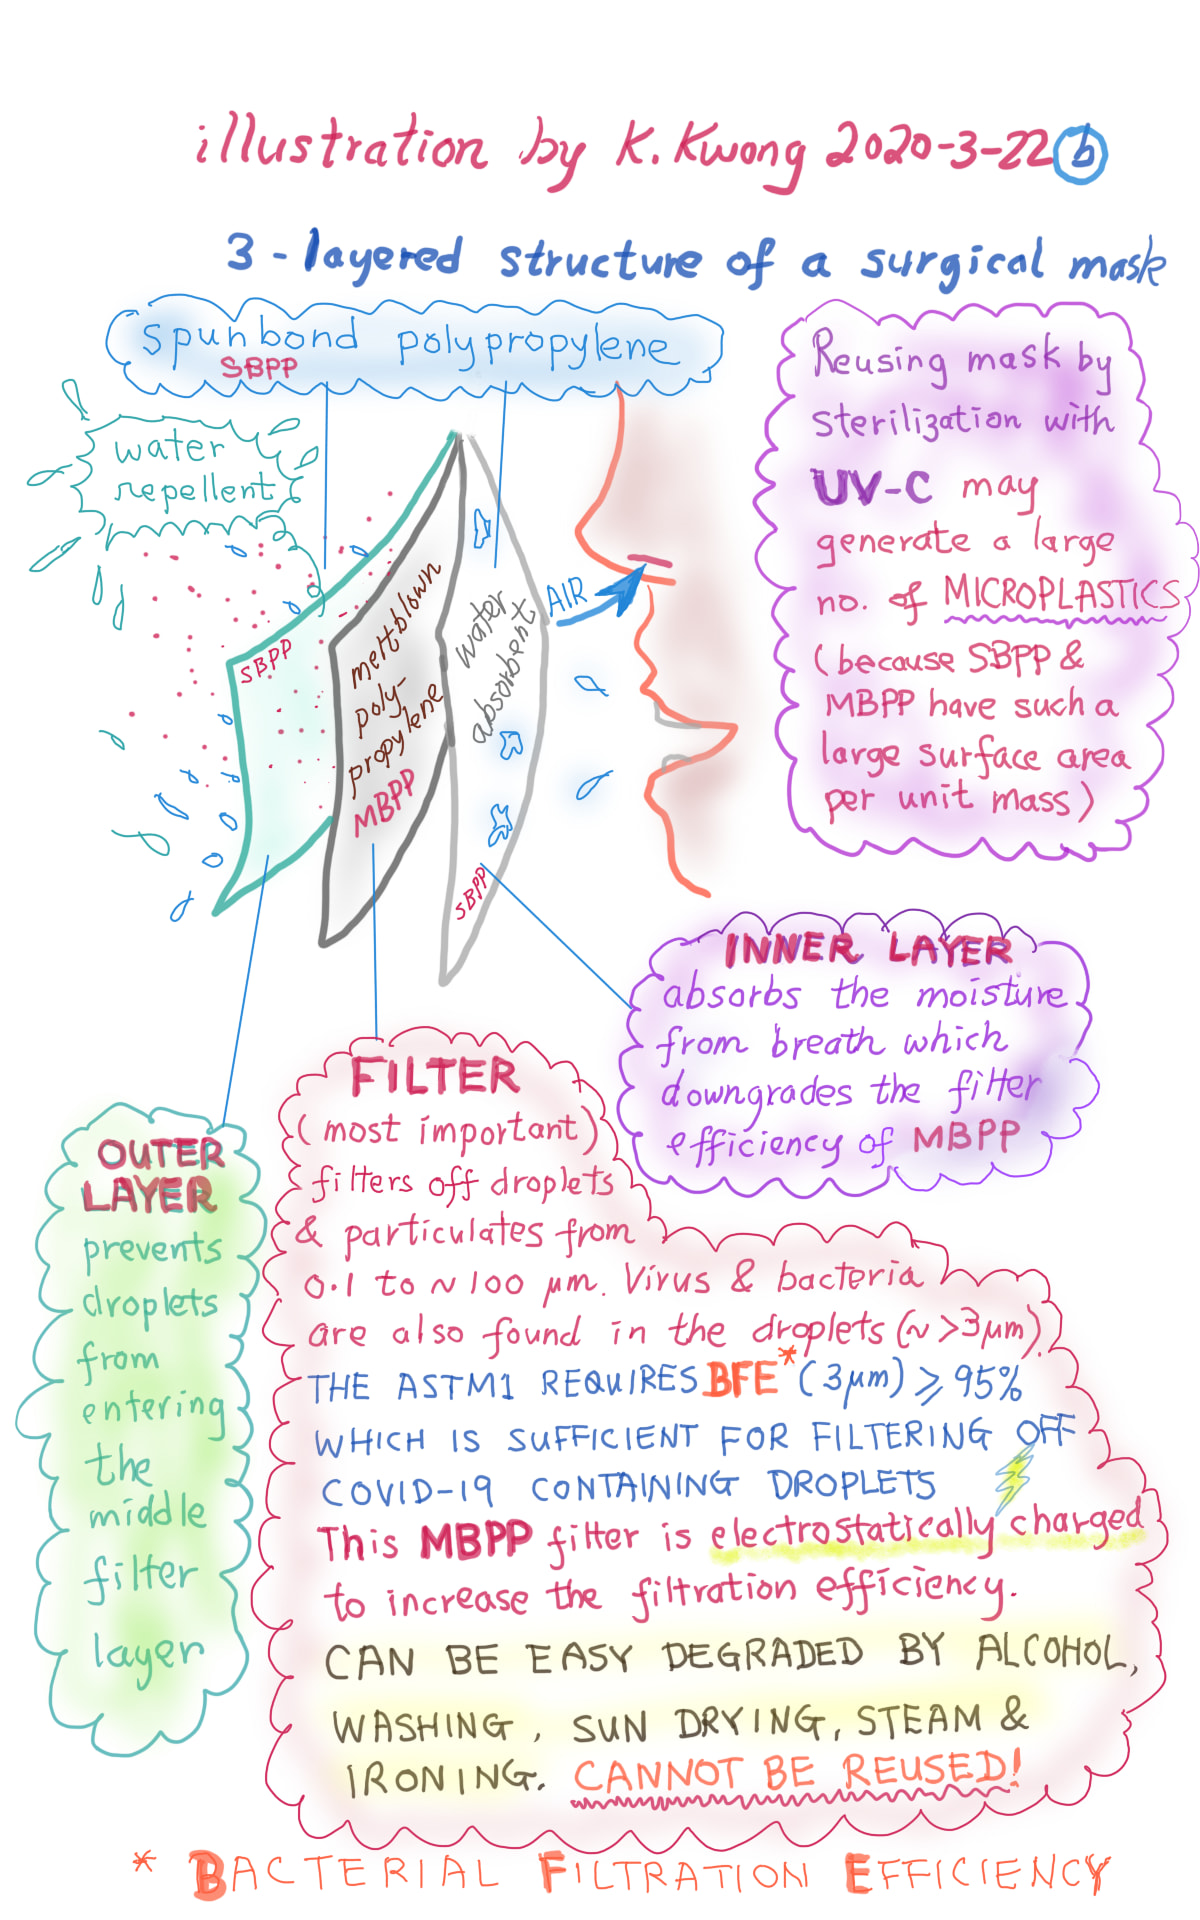 illustration by K. Kwong 2020-3-22 b
3-layered structure of a surgical mask
Spunbond polypropylene
SBPP
water
repellent
SBPP
meltblown
poly-
propylene
MBPP
water
absorbent
SBPP
AIR
Reusing mask by
sterilization with
UV-C may
generate a large
no. of MICROPLASTICS
(because SBPP &
MBPP have such a
large surface area
per unit mass)
INNER LAYER
absorbs the moisture
from breath which
downgrades the filter
efficiency of MBPP
OUTER
LAYER
prevents
droplets
from
entering
the
middle
filter
layer
FILTER
(most important)
filters off droplets
& particulates from
0.1 to ~100 μm. Virus & bacteria
are also found in the droplets (~>3μm).
THE ASTM1 REQUIRES BFE* (3μm) ⩾ 95%
WHICH IS SUFFICIENT FOR FILTERING OFF
COVID-19 CONTAINING DROPLETS
This MBPP filter is electrostatically charged
to increase the filtration efficiency.
CAN BE EASY DEGRADED BY ALCOHOL,
WASHING, SUN DRYING, STEAM &
IRONING. CANNOT BE REUSED!
* BACTERIAL FILTRATION EFFICIENCY